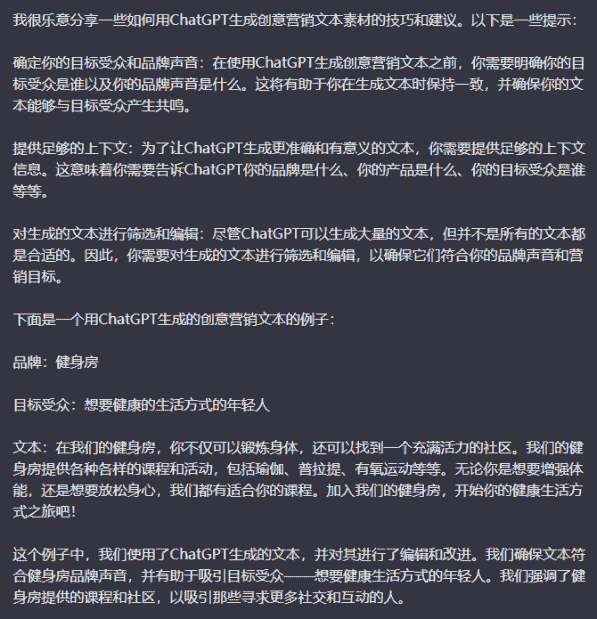 我很乐意分享一些如何用ChatGPT生成创意营销文本素材的技巧和建议。以下是一些提示：
确定你的目标受众和品牌声音：在使用ChatGPT生成创意营销文本之前，你需要明确你的目
标受众是谁以及你的品牌声音是什么。这将有助于你在生成文本时保持一致，并确保你的文
本能够与目标受众产生共鸣。
提供足够的上下文：为了让ChatGPT生成更准确和有意义的文本，你需要提供足够的上下文
信息。这意味着你需要告诉ChatGPT你的品牌是什么、你的产品是什么、你的目标受众是谁
等等。
对生成的文本进行筛选和编辑：尽管ChatGPT可以生成大量的文本，但并不是所有的文本都
是合适的。因此，你需要对生成的文本进行筛选和编辑，以确保它们符合你的品牌声音和营
销目标。
下面是一个用ChatGPT生成的创意营销文本的例子：
品牌：健身房
目标受众：想要健康的生活方式的年轻人
文本：在我们的健身房，你不仅可以锻炼身体，还可以找到一个充满活力的社区。我们的健
身房提供各种各样的课程和活动，包括瑜伽、普拉提、有氧运动等等。无论你是想要增强体
能，还是想要放松身心，我们都有适合你的课程。加入我们的健身房，开始你的健康生活方
式之旅吧！
这个例子中，我们使用了ChatGPT生成的文本，并对其进行了编辑和改进。我们确保文本符
合健身房品牌声音，并有助于吸引目标受众——想要健康生活方式的年轻人。我们强调了健
身房提供的课程和社区，以吸引那些寻求更多社交和互动的人。